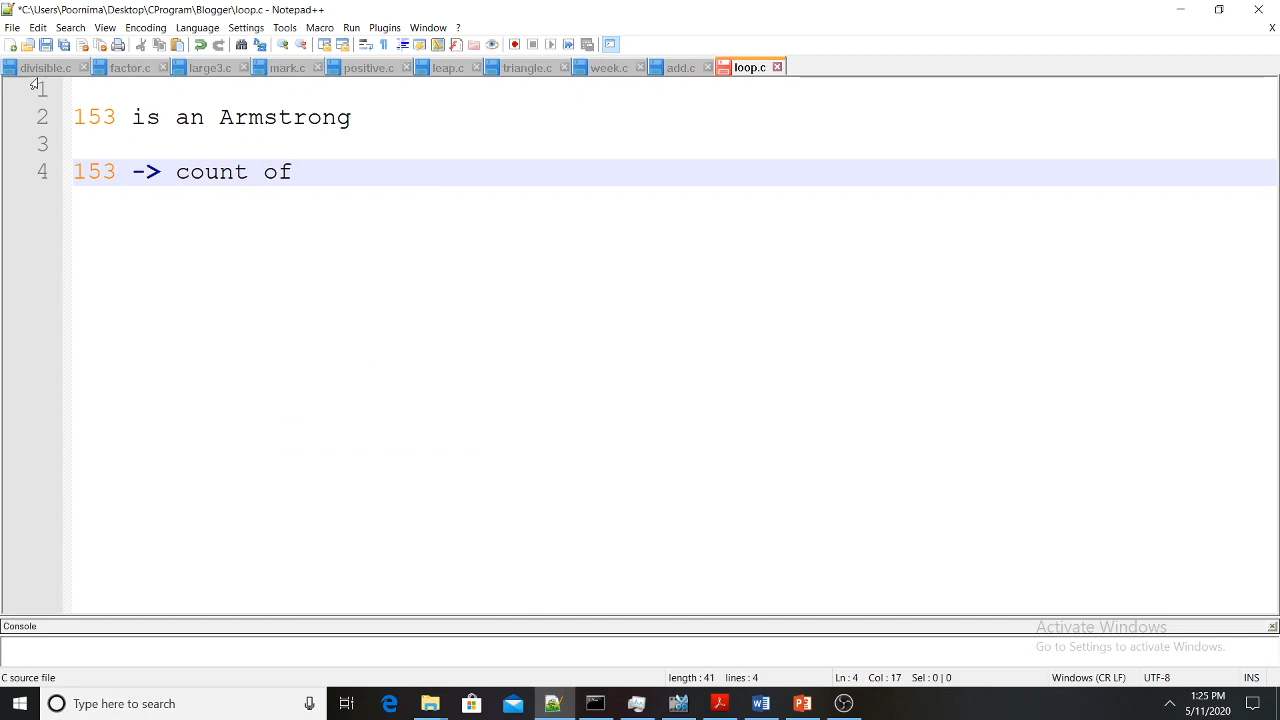 *C:\Users\Poornima\Desktop\CProgram\Blogger\loop.c - Notepad++
File Edit Search View Encoding Language Settings Tools Macro Run Plugins Window ? X
divisible.c factor.c large3.c mark.c positive.c leap.c triangle.c week.c add.c loop.c
1
2 153 is an Armstrong
3
4 153 -> count of
Console
Activate Windows
Go to Settings to activate Windows.
C source file length : 41 lines : 4 Ln : 4 Col : 17 Sel : 0 | 0 Windows (CR LF) UTF-8 INS
Type here to search
1:25 PM
5/11/2020